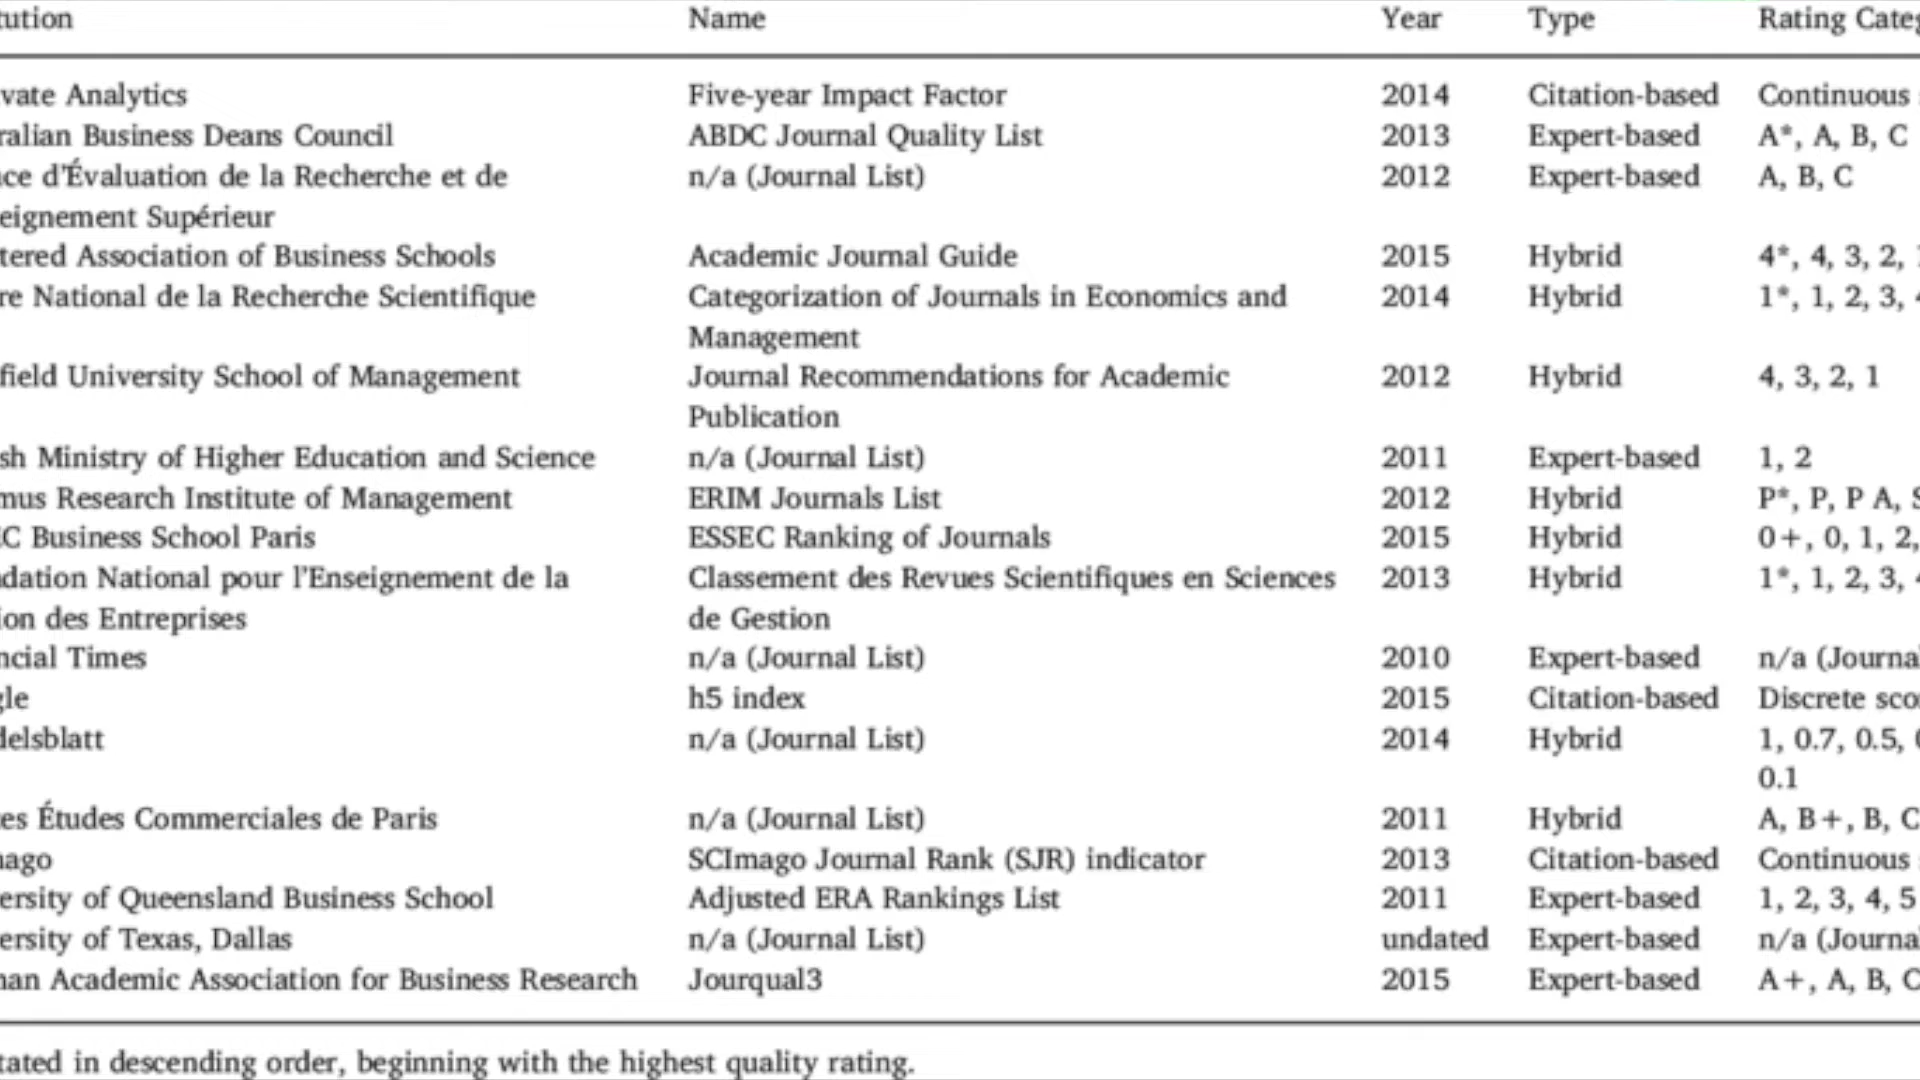 tution Name Year Type Rating Categ
vate Analytics Five-year Impact Factor 2014 Citation-based Continuous
ralian Business Deans Council ABDC Journal Quality List 2013 Expert-based A*, A, B, C
ce d'Évaluation de la Recherche et de n/a (Journal List) 2012 Expert-based A, B, C
eignement Supérieur
tered Association of Business Schools Academic Journal Guide 2015 Hybrid 4*, 4, 3, 2,
re National de la Recherche Scientifique Categorization of Journals in Economics and 2014 Hybrid 1*, 1, 2, 3,
Management
field University School of Management Journal Recommendations for Academic 2012 Hybrid 4, 3, 2, 1
Publication
sh Ministry of Higher Education and Science n/a (Journal List) 2011 Expert-based 1, 2
mus Research Institute of Management ERIM Journals List 2012 Hybrid P*, P, P A,
C Business School Paris ESSEC Ranking of Journals 2015 Hybrid 0+, 0, 1, 2,
dation National pour l'Enseignement de la Classement des Revues Scientifiques en Sciences 2013 Hybrid 1*, 1, 2, 3,
ion des Entreprises de Gestion
ncial Times n/a (Journal List) 2010 Expert-based n/a (Journal
gle h5 index 2015 Citation-based Discrete sco
delsblatt n/a (Journal List) 2014 Hybrid 1, 0.7, 0.5,
0.1
es Études Commerciales de Paris n/a (Journal List) 2011 Hybrid A, B+, B, C
mago SCImago Journal Rank (SJR) indicator 2013 Citation-based Continuous
ersity of Queensland Business School Adjusted ERA Rankings List 2011 Expert-based 1, 2, 3, 4, 5
ersity of Texas, Dallas n/a (Journal List) undated Expert-based n/a (Journal
man Academic Association for Business Research Jourqual3 2015 Expert-based A+, A, B, C
tated in descending order, beginning with the highest quality rating.